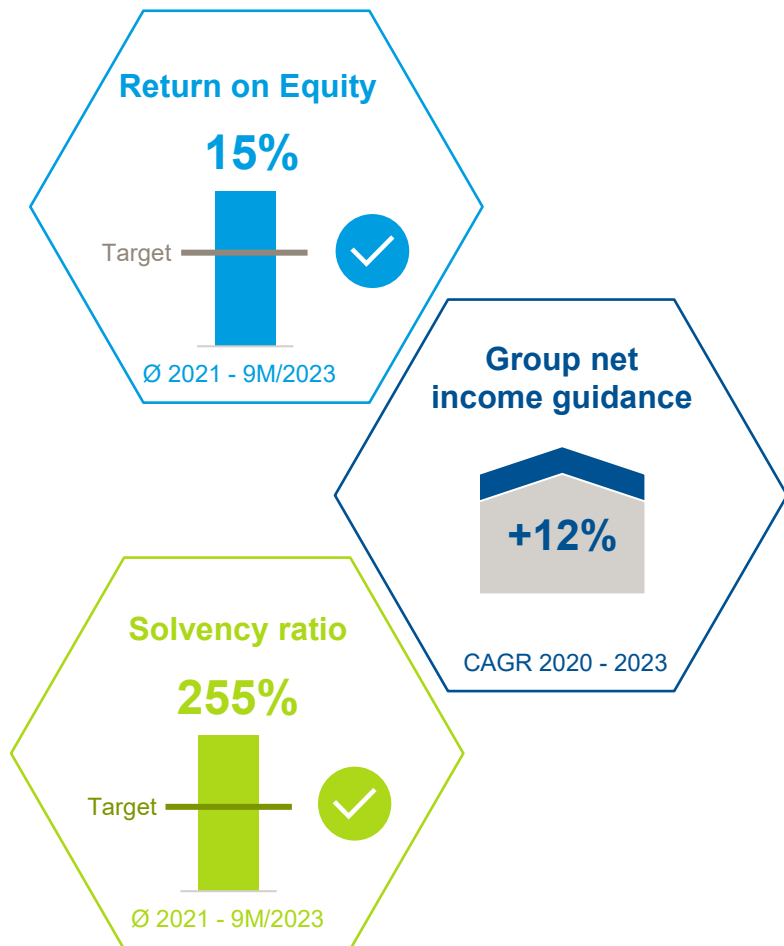 Return on Equity
15%
Target
Ø 2021 - 9M/2023
Group net
income guidance
+12%
CAGR 2020 - 2023
Solvency ratio
255%
Target
Ø 2021 - 9M/2023